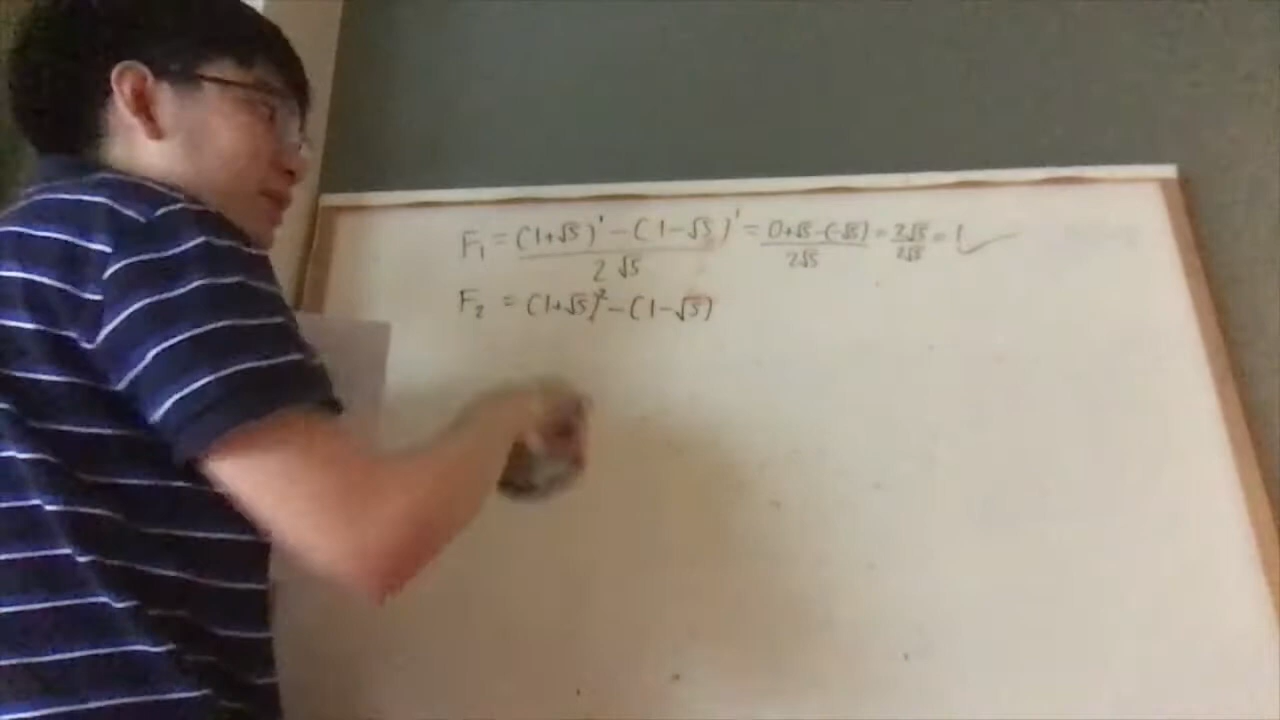 F₁ = (1+√5)¹ - (1-√5)¹ / 2√5 = 0+√5-(-√5) / 2√5 = 2√5 / 2√5 = 1 ✓
F₂ = (1+√5)² - (1-√5)